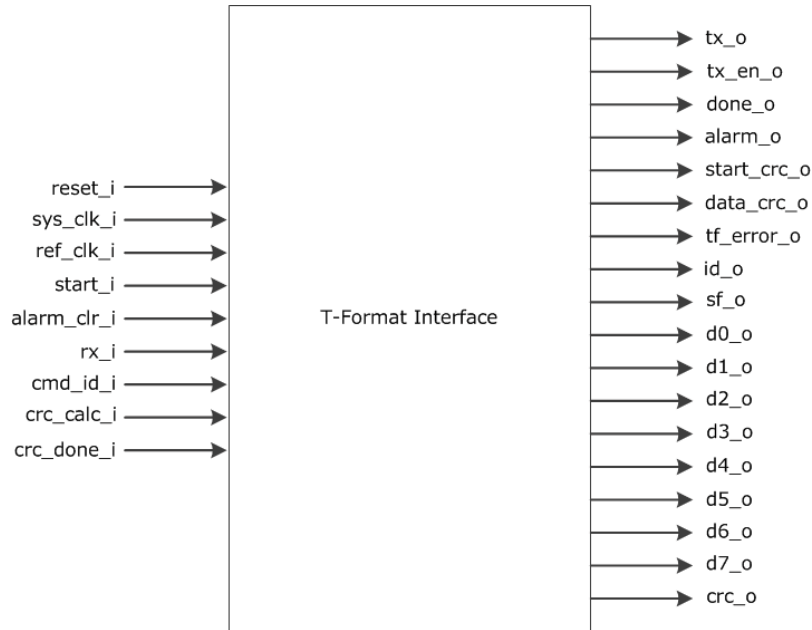 reset_i
sys_clk_i
ref_clk_i
start_i
alarm_clr_i
rx_i
cmd_id_i
crc_calc_i
crc_done_i
T-Format Interface
tx_o
tx_en_o
done_o
alarm_o
start_crc_o
data_crc_o
tf_error_o
id_o
sf_o
d0_o
d1_o
d2_o
d3_o
d4_o
d5_o
d6_o
d7_o
crc_o